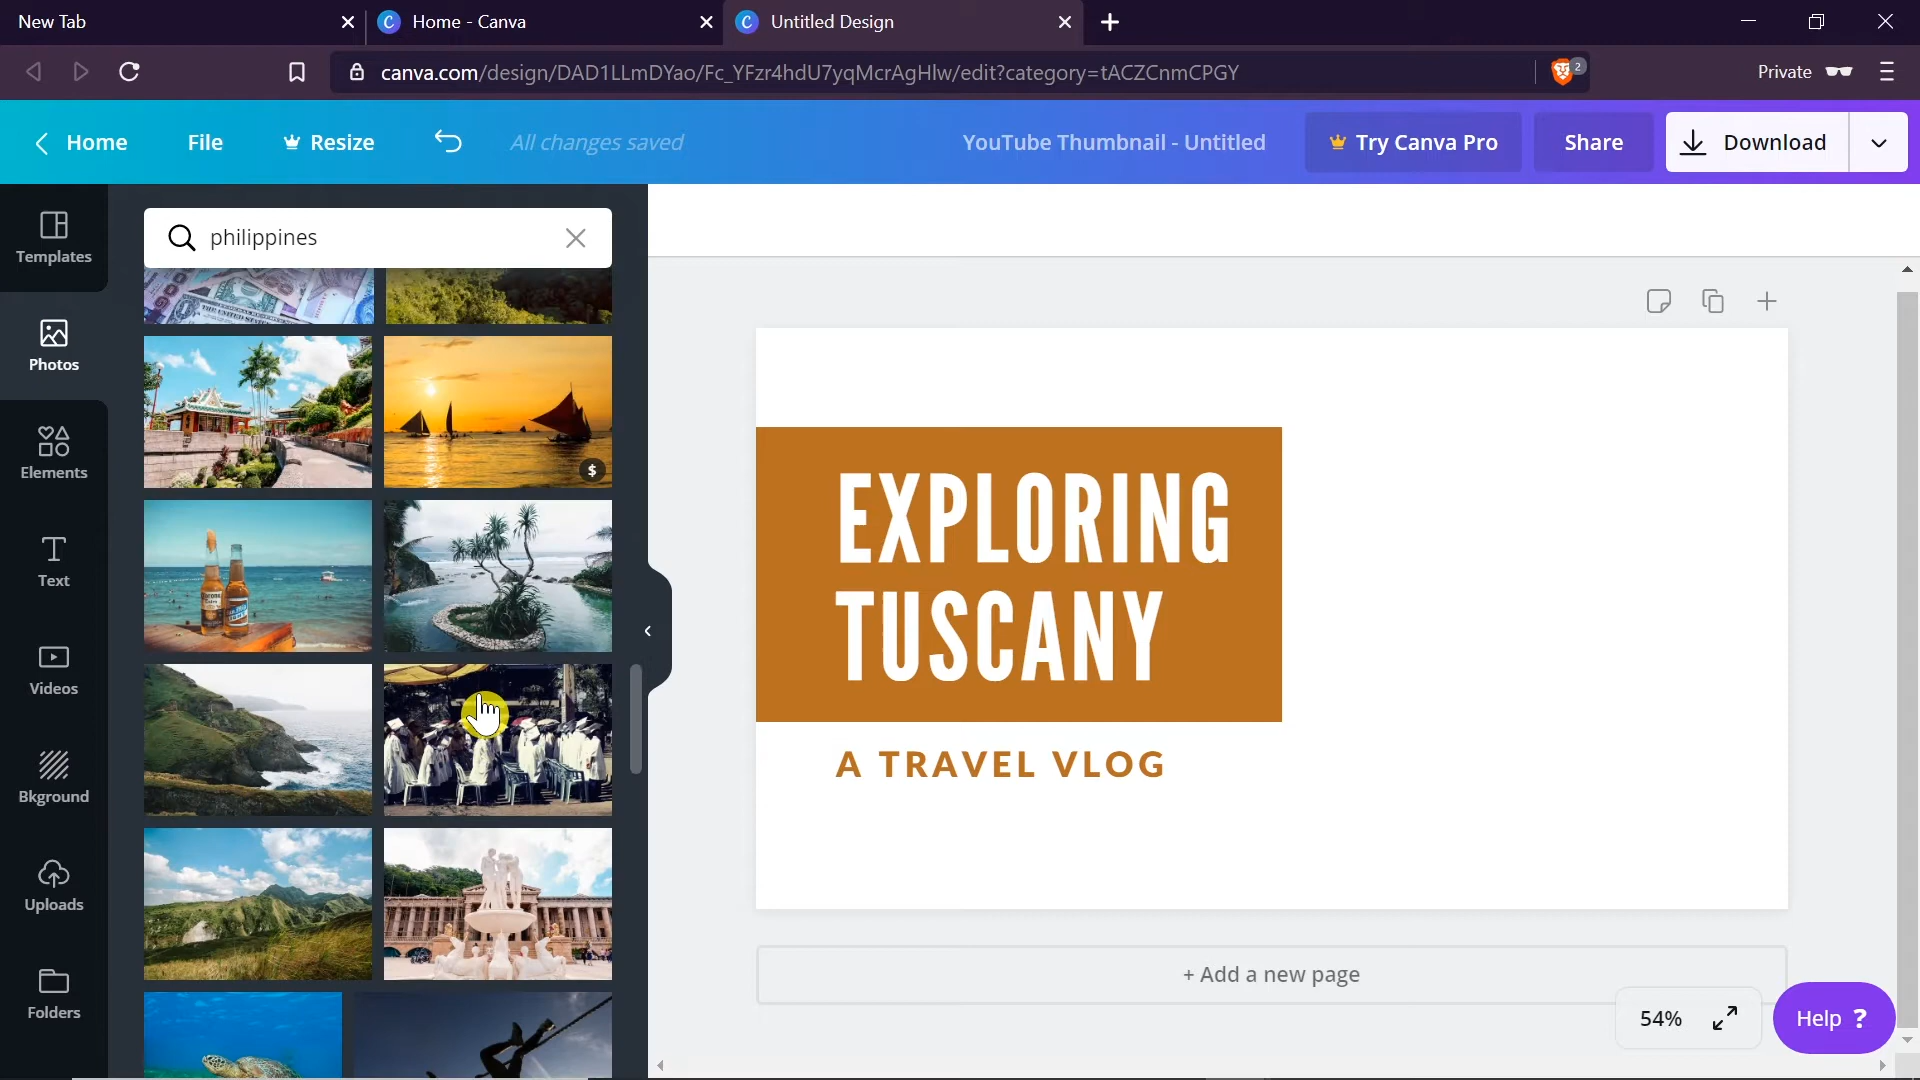 New Tab
Home - Canva
Untitled Design
canva.com/design/DAD1LLmDYao/Fc_YFzr4hdU7yqMcrAgHlw/edit?category=tACZCnmCPGY
2
Private
Home
File
Resize
All changes saved
YouTube Thumbnail - Untitled
Try Canva Pro
Share
Download
Templates
Photos
Elements
Text
Videos
Bkground
Uploads
Folders
philippines
$
EXPLORING
TUSCANY
A TRAVEL VLOG
+ Add a new page
54%
Help ?